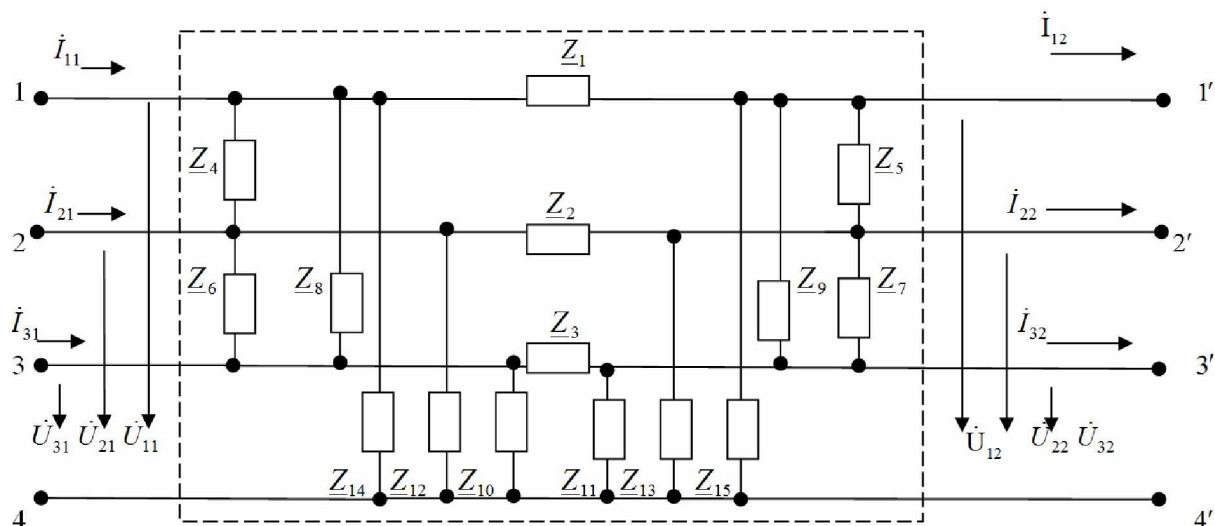 İ₁₁ Z₁ İ₁₂
1 1′
Z₄ Z₅
İ₂₁ Z₂ İ₂₂
2 2′
Z₆ Z₈ Z₉ Z₇
İ₃₁ Z₃ İ₃₂
3 3′
U̇₃₁ U̇₂₁ U̇₁₁ U̇₁₂ U̇₂₂ U̇₃₂
Z₁₄ Z₁₂ Z₁₀ Z₁₁ Z₁₃ Z₁₅
4 4′